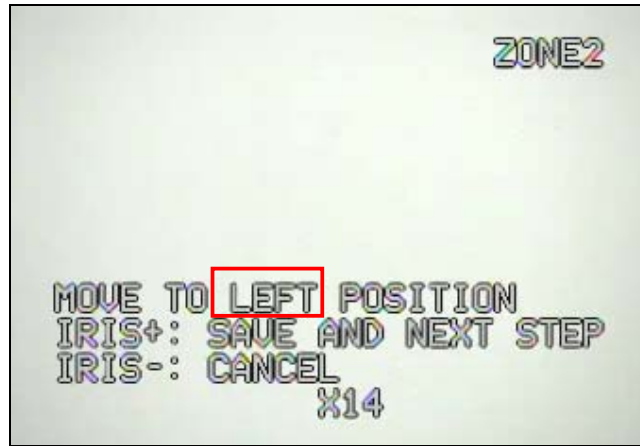 ZONE2
MOVE TO LEFT POSITION
IRIS+: SAVE AND NEXT STEP
IRIS-: CANCEL
X14